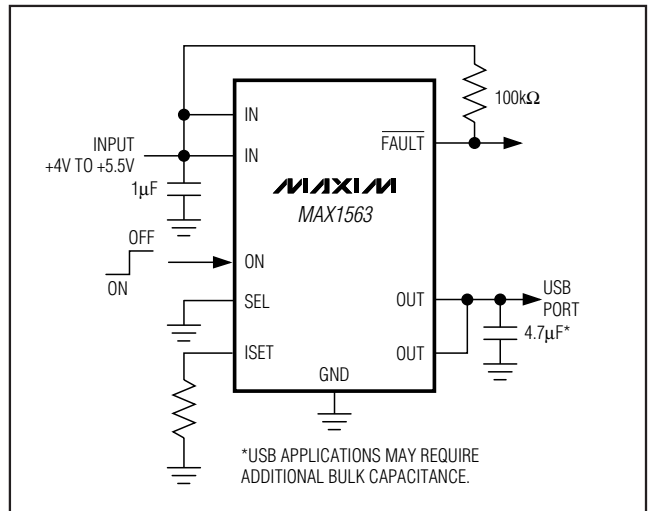 100kΩ
IN
FAULT
INPUT
+4V TO +5.5V
IN
1µF
MAXIM
MAX1563
OFF
ON
ON
SEL
OUT
USB
PORT
4.7µF*
ISET
OUT
GND
*USB APPLICATIONS MAY REQUIRE
ADDITIONAL BULK CAPACITANCE.